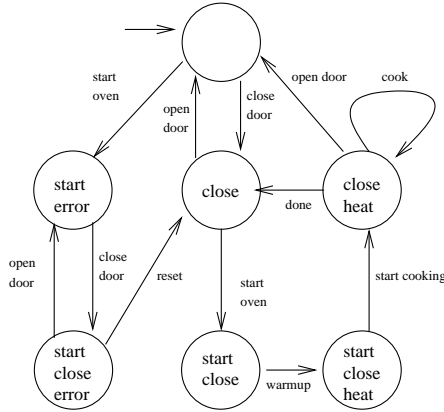 start
oven
open
door
close
door
open door
cook
start
error
close
close
heat
done
open
door
close
door
reset
start
oven
start cooking
start
close
error
start
close
warmup
start
close
heat